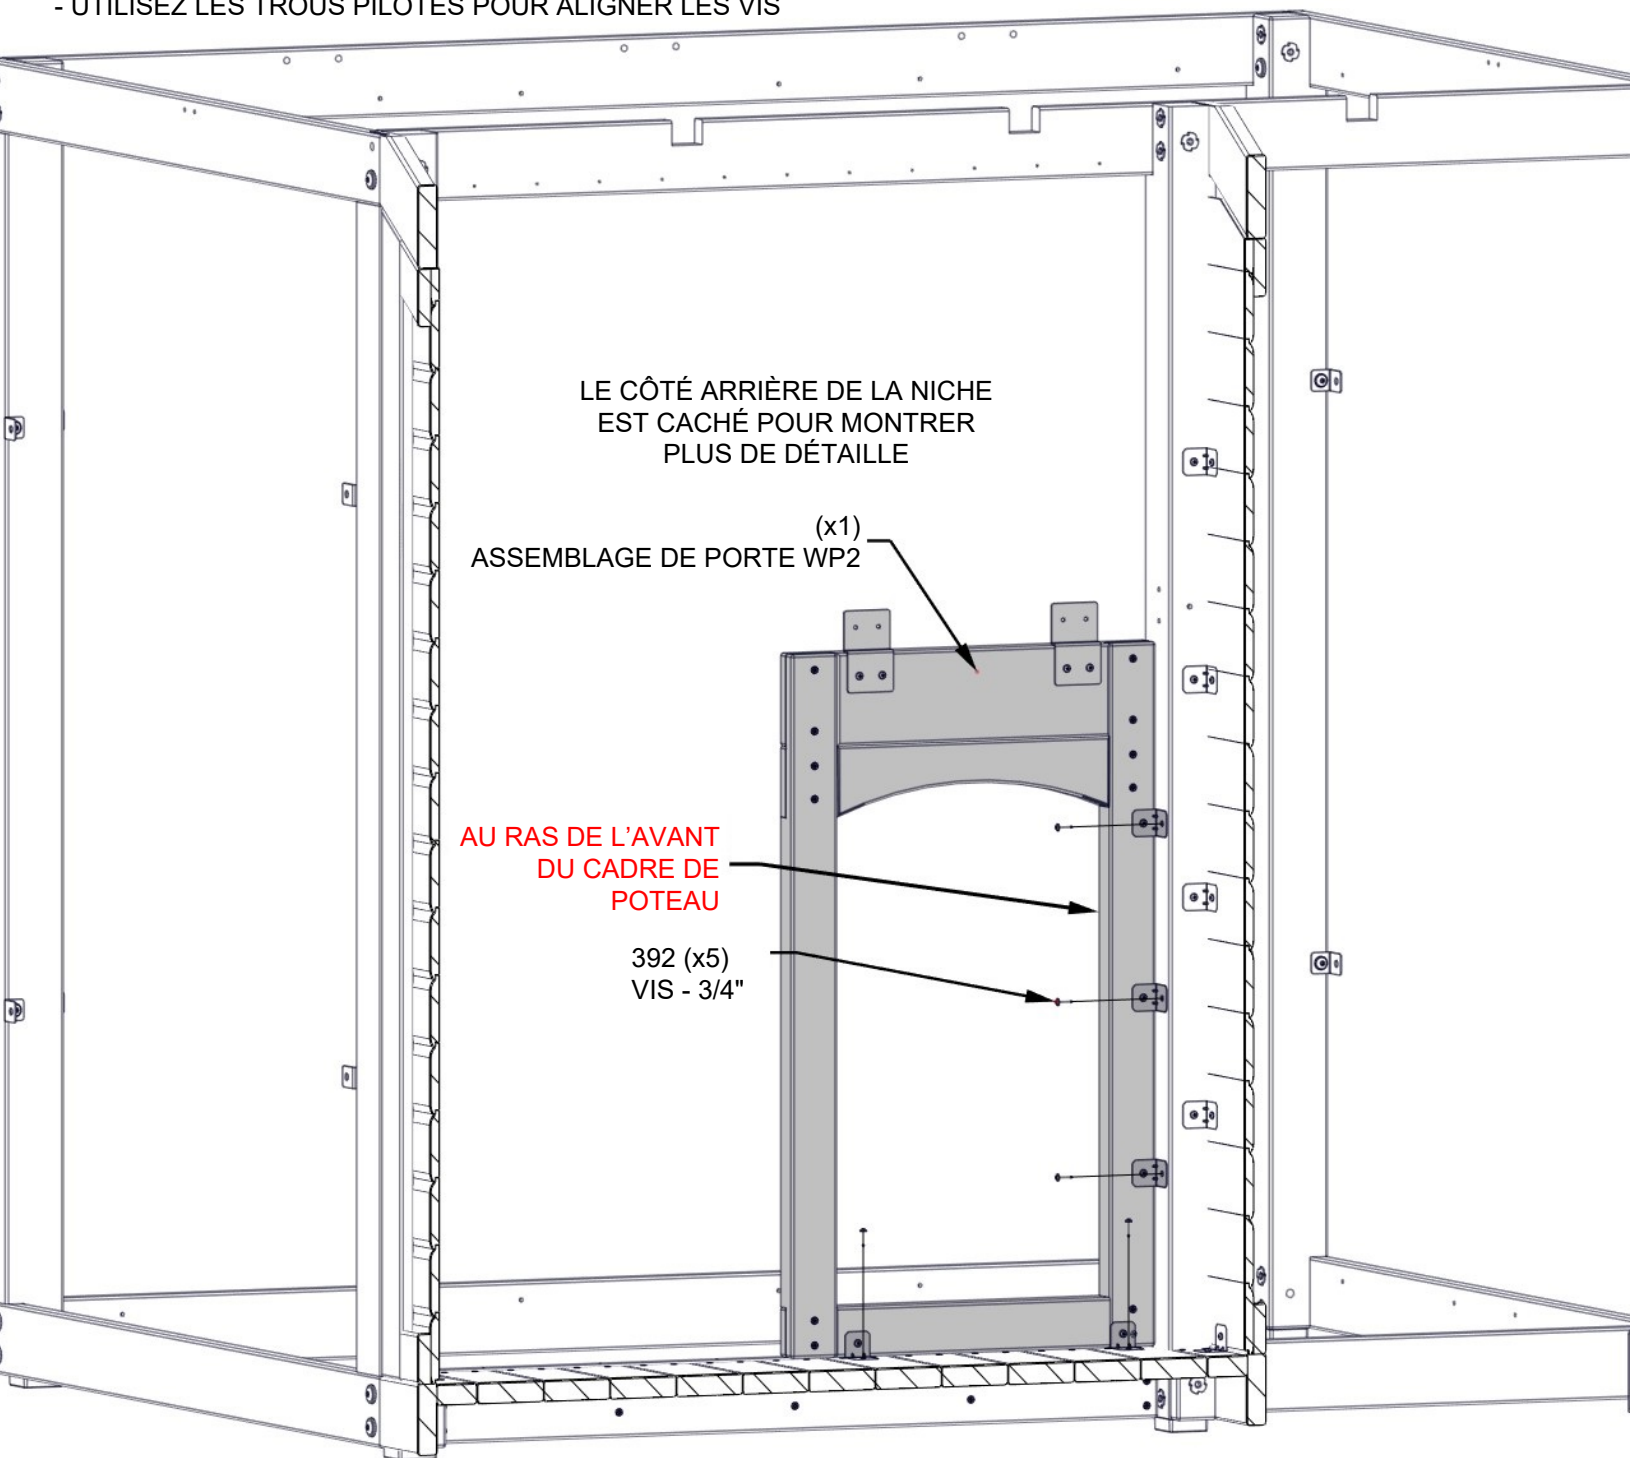 - UTILISEZ LES TROUS PILOTES POUR ALIGNER LES VIS
LE CÔTÉ ARRIÈRE DE LA NICHE
EST CACHÉ POUR MONTRER
PLUS DE DÉTAILLE
(x1)
ASSEMBLAGE DE PORTE WP2
AU RAS DE L’AVANT
DU CADRE DE
POTEAU
392 (x5)
VIS - 3/4"